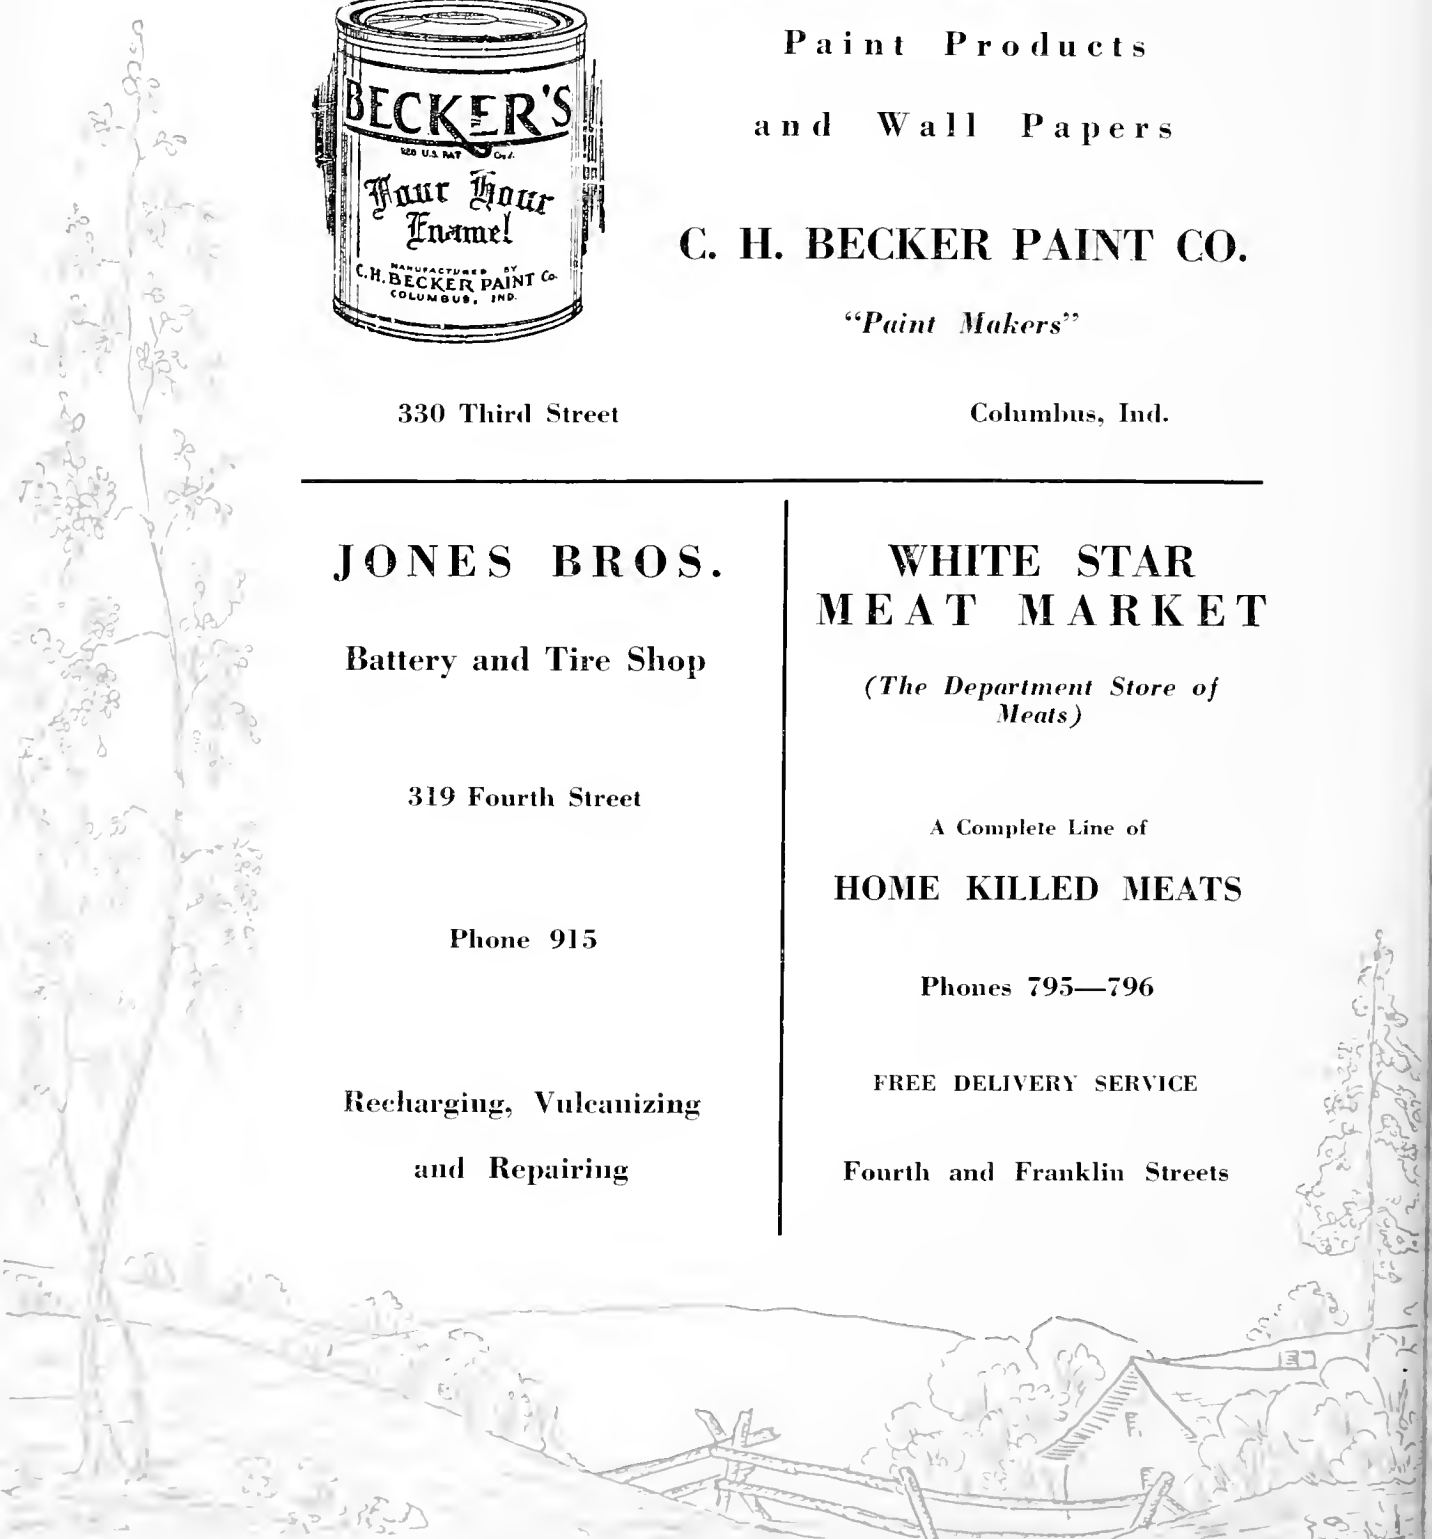 BECKER'S
REG U.S. PAT OFF.
Four Hour
Enamel
MANUFACTURED BY
C.H. BECKER PAINT Co.
COLUMBUS, IND.
Paint Products
and Wall Papers
C. H. BECKER PAINT CO.
“Paint Makers”
330 Third Street
Columbus, Ind.
JONES BROS.
Battery and Tire Shop
319 Fourth Street
Phone 915
Recharging, Vulcanizing
and Repairing
WHITE STAR
MEAT MARKET
(The Department Store of
Meats)
A Complete Line of
HOME KILLED MEATS
Phones 795—796
FREE DELIVERY SERVICE
Fourth and Franklin Streets